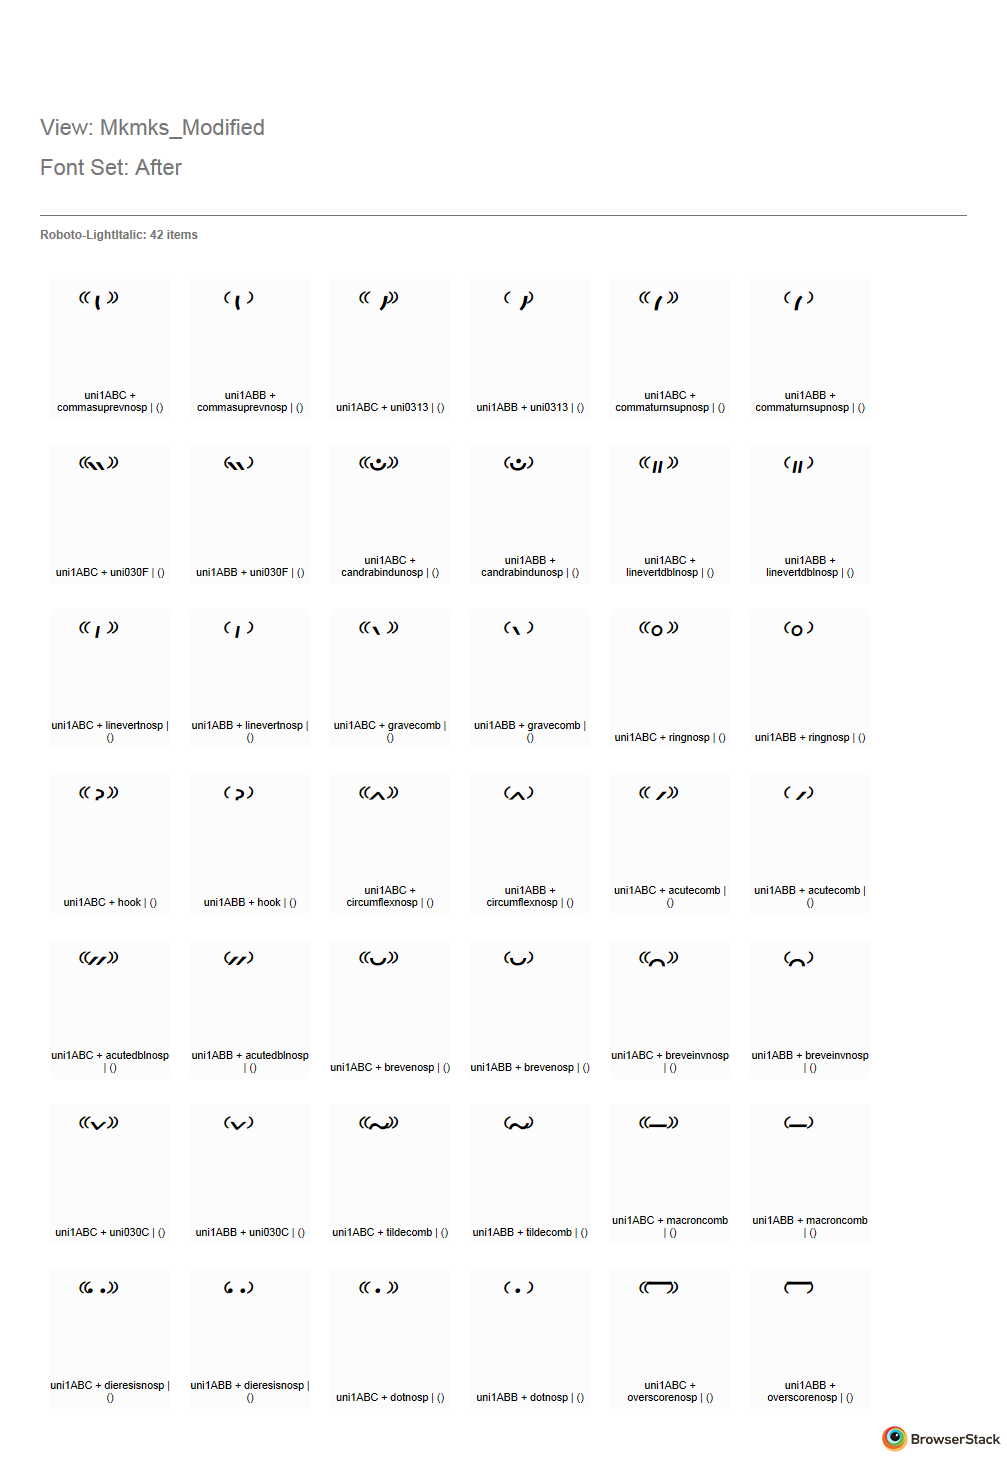 View: Mkmks_Modified
Font Set: After
Roboto-LightItalic: 42 items
uni1ABC +
commasuprevnosp | ()
uni1ABB +
commasuprevnosp | ()
uni1ABC + uni0313 | ()
uni1ABB + uni0313 | ()
uni1ABC +
commaturnsupnosp | ()
uni1ABB +
commaturnsupnosp | ()
uni1ABC + uni030F | ()
uni1ABB + uni030F | ()
uni1ABC +
candrabindunosp | ()
uni1ABB +
candrabindunosp | ()
uni1ABC +
linevertdblnosp | ()
uni1ABB +
linevertdblnosp | ()
uni1ABC + linevertnosp |
()
uni1ABB + linevertnosp |
()
uni1ABC + gravecomb |
()
uni1ABB + gravecomb |
()
uni1ABC + ringnosp | ()
uni1ABB + ringnosp | ()
uni1ABC + hook | ()
uni1ABB + hook | ()
uni1ABC +
circumflexnosp | ()
uni1ABB +
circumflexnosp | ()
uni1ABC + acutecomb |
()
uni1ABB + acutecomb |
()
uni1ABC + acutedblnosp
| ()
uni1ABB + acutedblnosp
| ()
uni1ABC + brevenosp | ()
uni1ABB + brevenosp | ()
uni1ABC + breveinvnosp
| ()
uni1ABB + breveinvnosp
| ()
uni1ABC + uni030C | ()
uni1ABB + uni030C | ()
uni1ABC + tildecomb | ()
uni1ABB + tildecomb | ()
uni1ABC + macroncomb
| ()
uni1ABB + macroncomb
| ()
uni1ABC + dieresisnosp |
()
uni1ABB + dieresisnosp |
()
uni1ABC + dotnosp | ()
uni1ABB + dotnosp | ()
uni1ABC +
overscorenosp | ()
uni1ABB +
overscorenosp | ()
BrowserStack